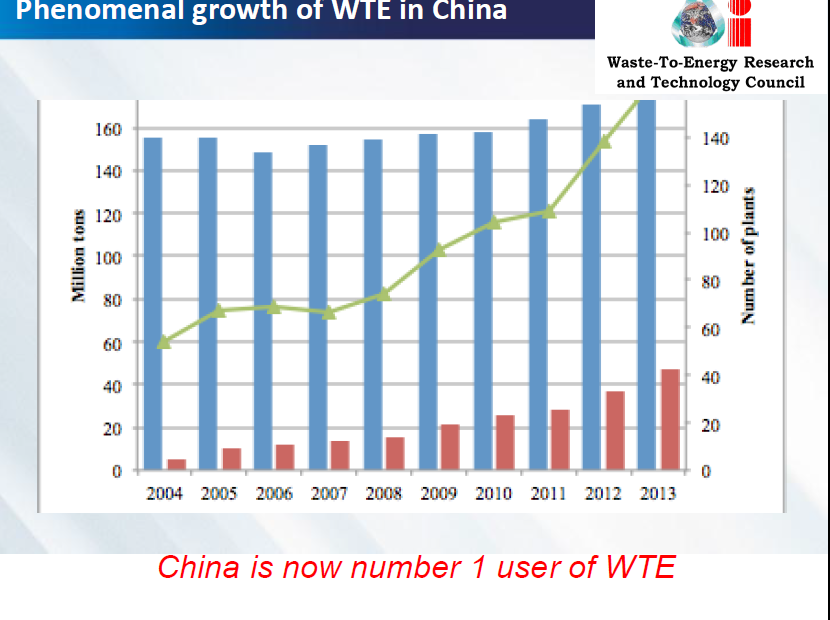 Phenomenal growth of WTE in China
Waste-To-Energy Research
and Technology Council
160
140
120
100
80
60
40
20
0
Million tons
140
120
100
80
60
40
20
0
Number of plants
2004 2005 2006 2007 2008 2009 2010 2011 2012 2013
China is now number 1 user of WTE